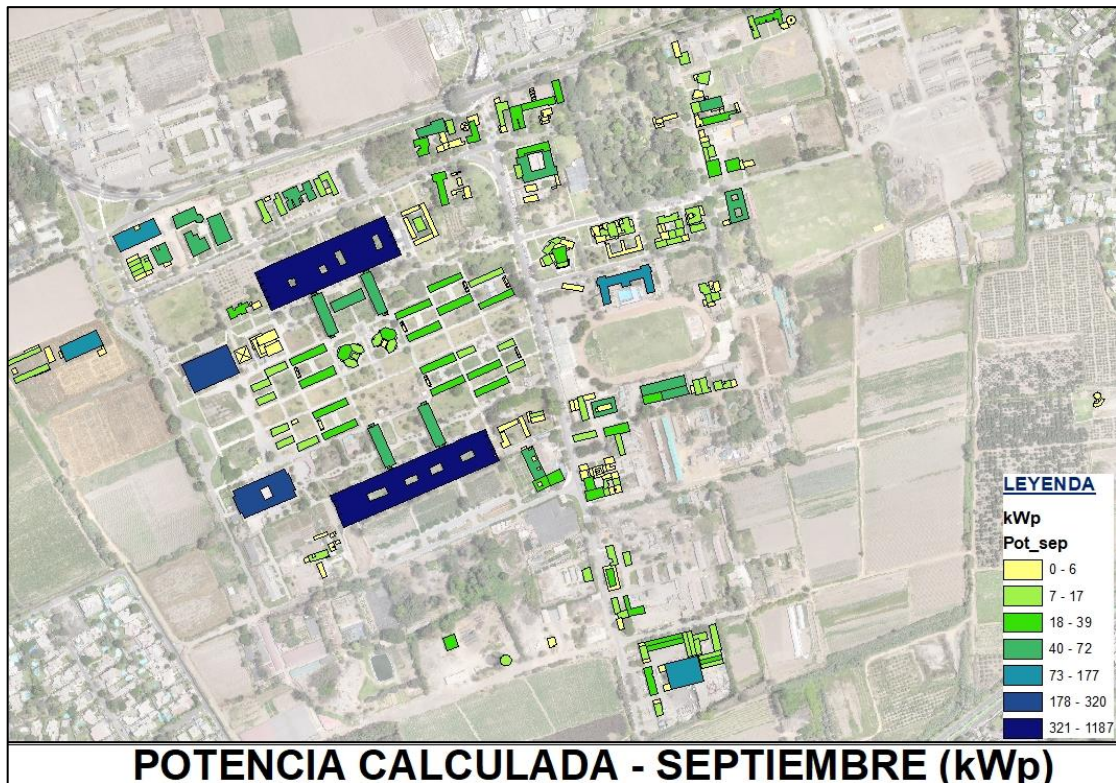 LEYENDA
kWp
Pot_sep
0 - 6
7 - 17
18 - 39
40 - 72
73 - 177
178 - 320
321 - 1187
POTENCIA CALCULADA - SEPTIEMBRE (kWp)